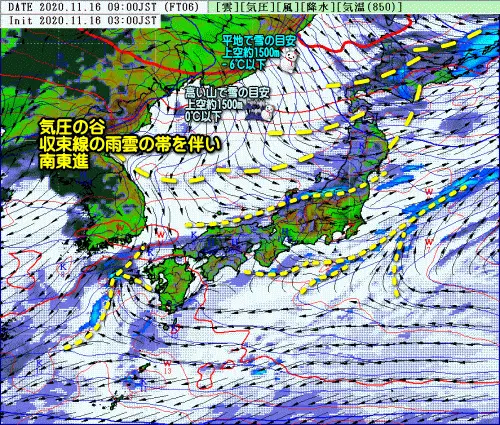 DATE 2020.11.16 09:00JST (FT06)
[雲][気圧][風][降水][気温(850)]
Init 2020.11.16 03:00JST
平地で雪の目安
上空約1500m
-6℃以下
高い山で雪の目安
上空約1500m
0℃以下
気圧の谷
収束線の雨雲の帯を伴い
南東進
W
W
W
K
K
K